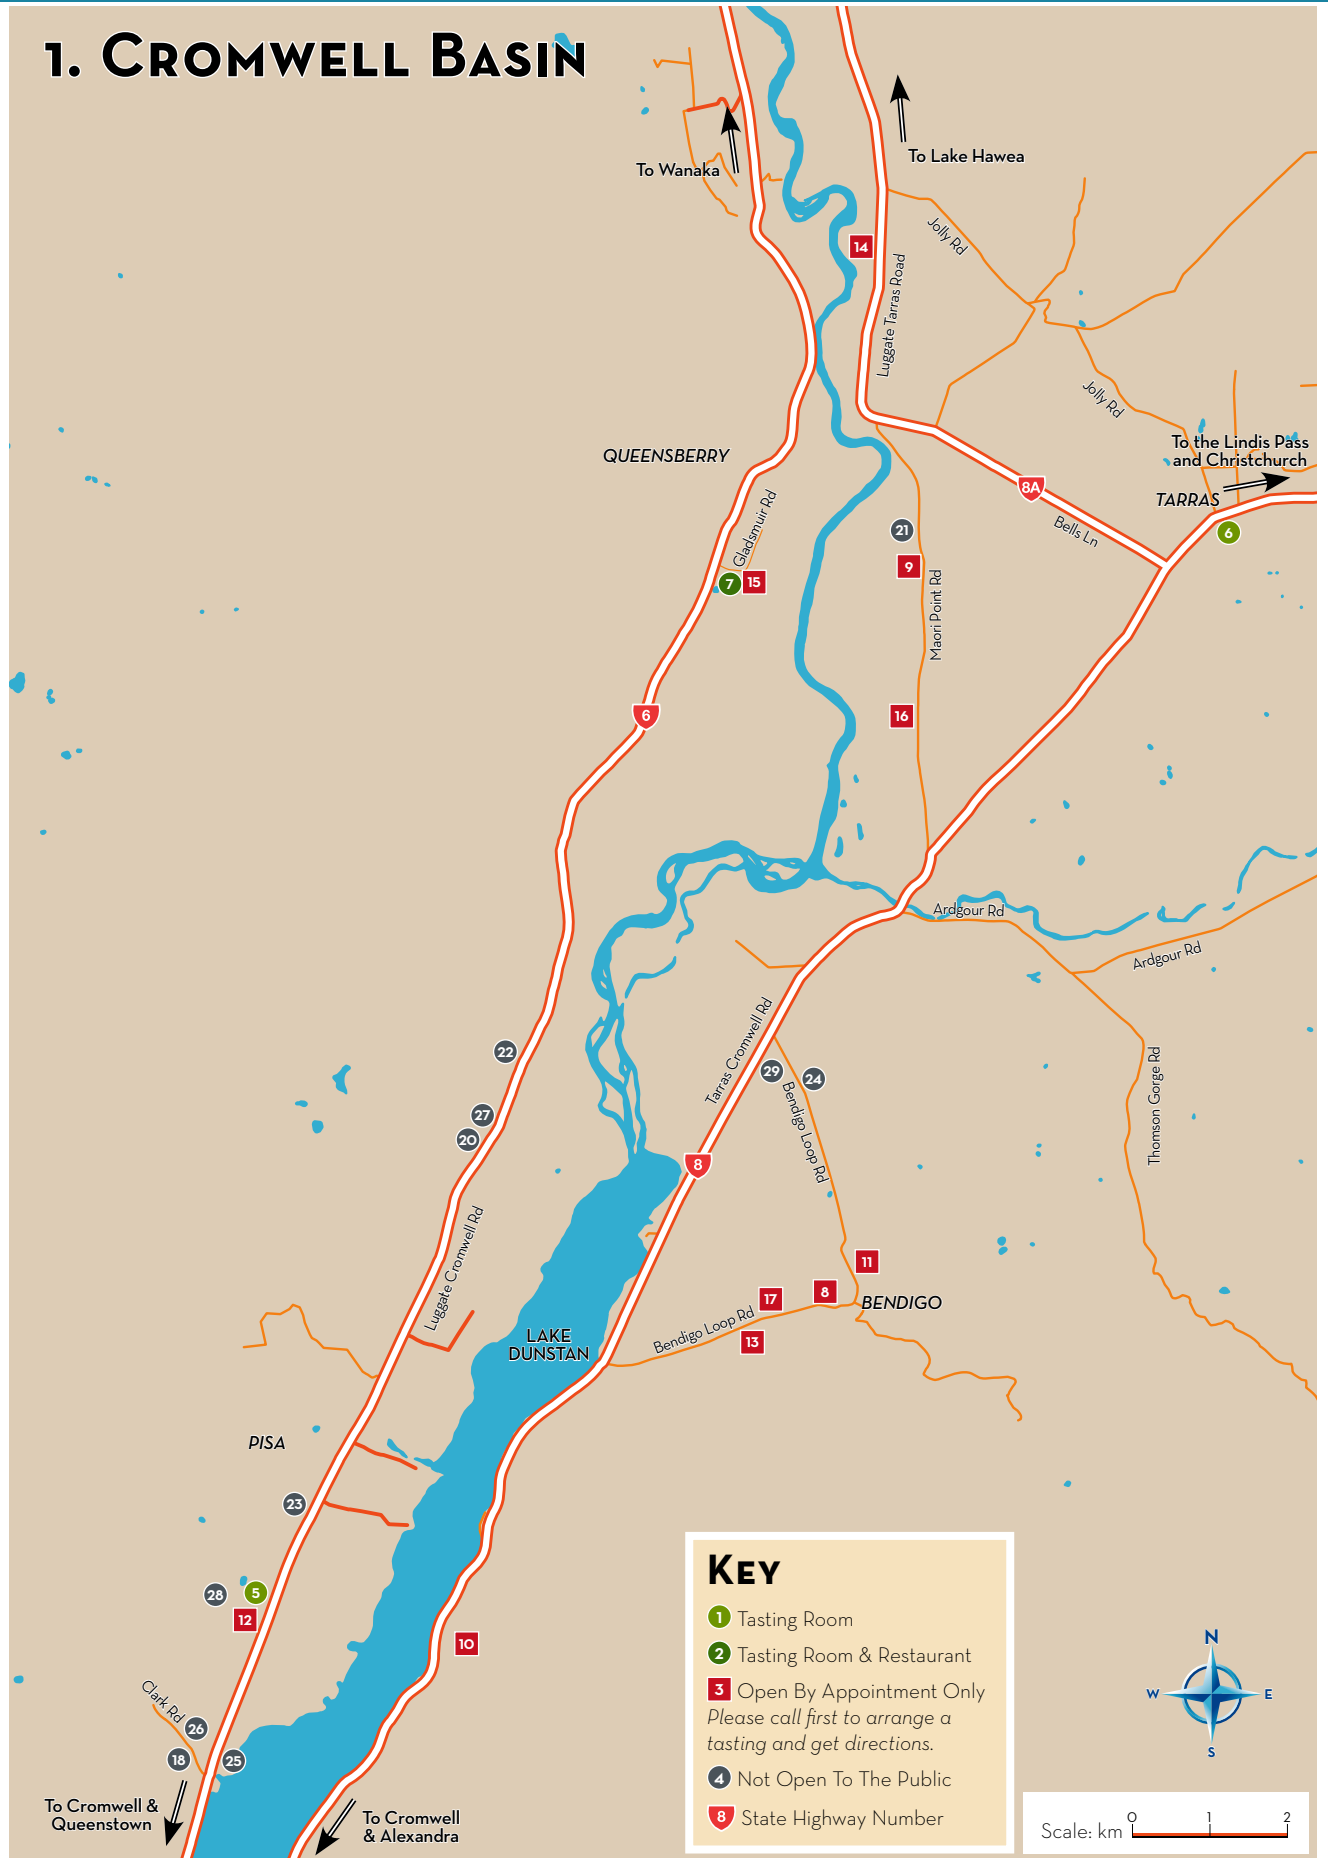 1. Cromwell Basin
To Wanaka
To Lake Hawea
Jolly Rd
14
Luggate Tarras Road
Jolly Rd
To the Lindis Pass
and Christchurch
QUEENSBERRY
8A
TARRAS
Gladsmuir Rd
21
Bells Ln
6
9
7
15
Maori Point Rd
6
16
Ardgour Rd
Ardgour Rd
Tarras Cromwell Rd
22
29
24
Thomson Gorge Rd
27
20
Bendigo Loop Rd
8
Luggate Cromwell Rd
11
8
17
BENDIGO
Bendigo Loop Rd
13
LAKE
DUNSTAN
PISA
23
28
5
12
10
Clark Rd
26
18
25
To Cromwell &
Queenstown
To Cromwell
& Alexandra
Key
1 Tasting Room
2 Tasting Room & Restaurant
3 Open By Appointment Only
Please call first to arrange a
tasting and get directions.
4 Not Open To The Public
8 State Highway Number
N
W E
S
0 1 2
Scale: km